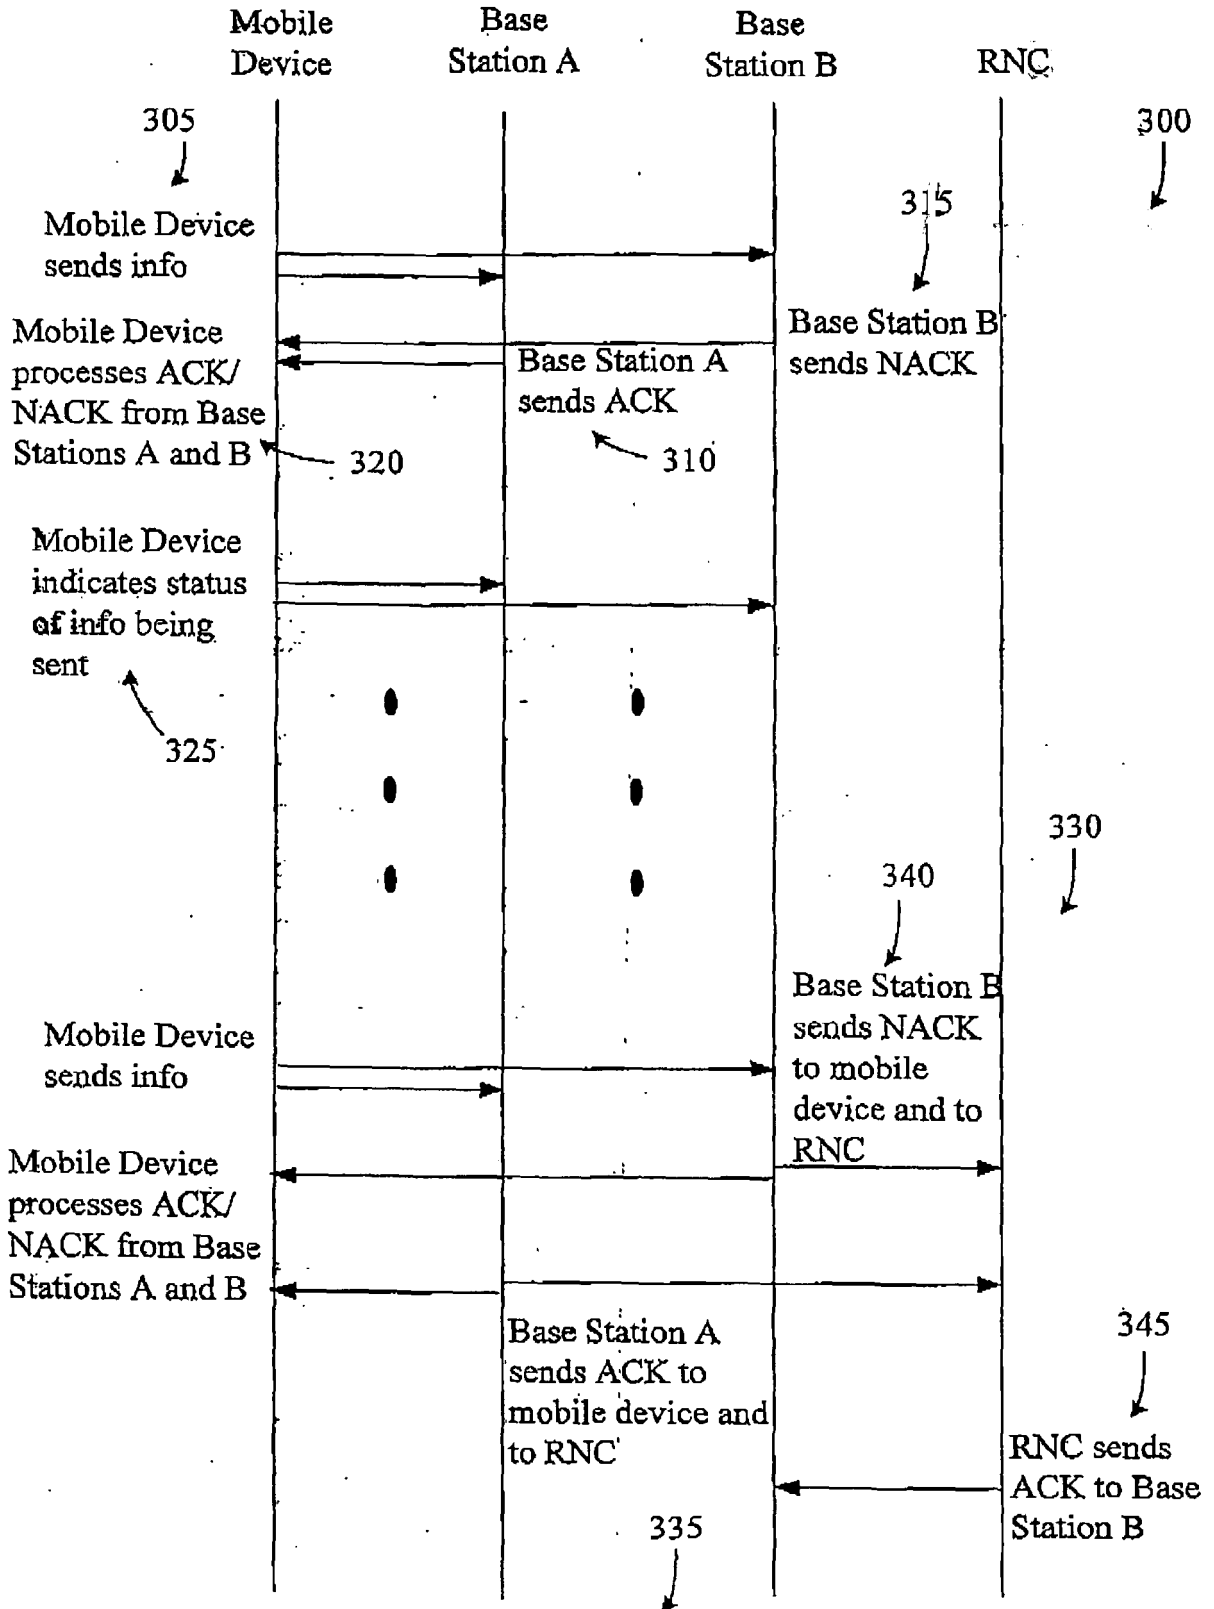 Mobile
Device
Base
Station A
Base
Station B
RNC
305
300
315
Mobile Device
sends info
Mobile Device
processes ACK/
NACK from Base
Stations A and B
Base Station B
sends NACK
Base Station A
sends ACK
320
310
Mobile Device
indicates status
of info being
sent
325
330
340
Base Station B
sends NACK
to mobile
device and to
RNC
Mobile Device
sends info
Mobile Device
processes ACK/
NACK from Base
Stations A and B
Base Station A
sends ACK to
mobile device and
to RNC
345
RNC sends
ACK to Base
Station B
335